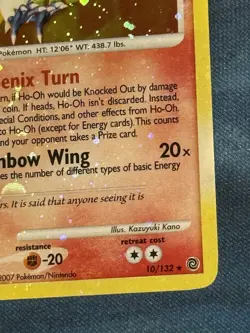 Pokémon HT: 12'06" WT: 438.7 lbs.
enix Turn
n, if Ho-Oh would be Knocked Out by damage
coin. If heads, Ho-Oh isn't discarded. Instead,
pecial Conditions, and other effects from
to Ho-Oh (except for Energy cards). This counts
and your opponent takes a Prize card.
nbow Wing 20x
es the number of different types of basic Energy
rs. It is said that anyone seeing it is
Illus. Kazuyuki Kano
resistance
retreat cost
-20
10/132 ★
2007 Pokémon/Nintendo